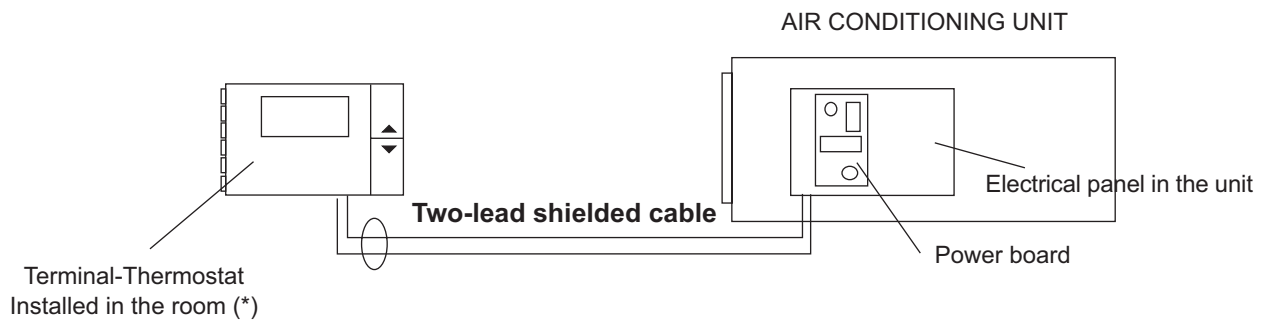 AIR CONDITIONING UNIT
Electrical panel in the unit
Two-lead shielded cable
Power board
Terminal-Thermostat
Installed in the room (*)